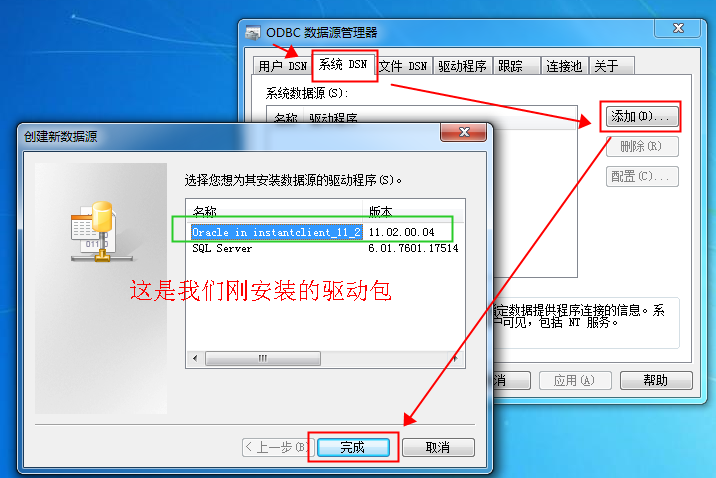 ODBC 数据源管理器
用户 DSN 系统 DSN 文件 DSN 驱动程序 跟踪 连接池 关于
系统数据源(S):
名称 驱动程序
添加(D)...
删除(R)
配置(C)...
定数据提供程序连接的信息。系
户可见，包括 NT 服务。
消 应用(A) 帮助
创建新数据源
选择您想为其安装数据源的驱动程序(S)。
名称 版本
Oracle in instantclient_11_2 11.02.00.04
SQL Server 6.01.7601.17514
这是我们刚安装的驱动包
< 上一步(B) 完成 取消